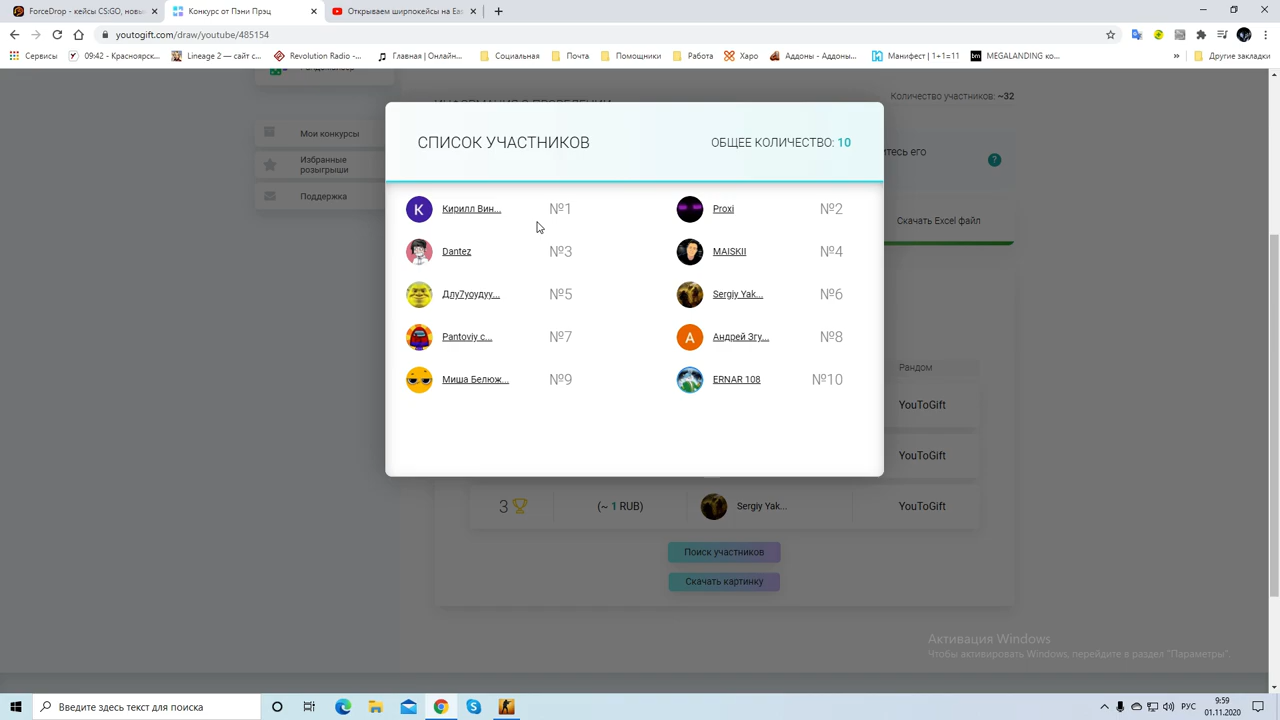 ForceDrop - кейсы CS:GO, новые
Конкурс от Пэни Прэц
Открываем ширпокейсы на Eas
youtogift.com/draw/youtube/485154
Сервисы
09:42 - Красноярск...
Lineage 2 — сайт с...
Revolution Radio -...
Главная (Онлайн...
Социальная
Почта
Помощники
Работа
Харо
Аддоны - Аддоны...
Манифест | 1+1=11
MEGALANDING ко...
»
Другие закладки
Количество участников: ~32
СПИСОК УЧАСТНИКОВ
ОБЩЕЕ КОЛИЧЕСТВО: 10
Мои конкурсы
итесь его
?
Избранные
розыгрыши
Поддержка
Скачать Excel файл
К Кирилл Вин... №1
Proxi №2
Dantez №3
MAISKII №4
Длу7уоудуу... №5
Sergiy Yak... №6
Pantoviy c... №7
А Андрей Згу... №8
Миша Белюж... №9
ERNAR 108 №10
Рандом
YouToGift
YouToGift
3 (~ 1 RUB) Sergiy Yak... YouToGift
Поиск участников
Скачать картинку
Активация Windows
Чтобы активировать Windows, перейдите в раздел "Параметры".
Введите здесь текст для поиска
РУС
9:59
01.11.2020